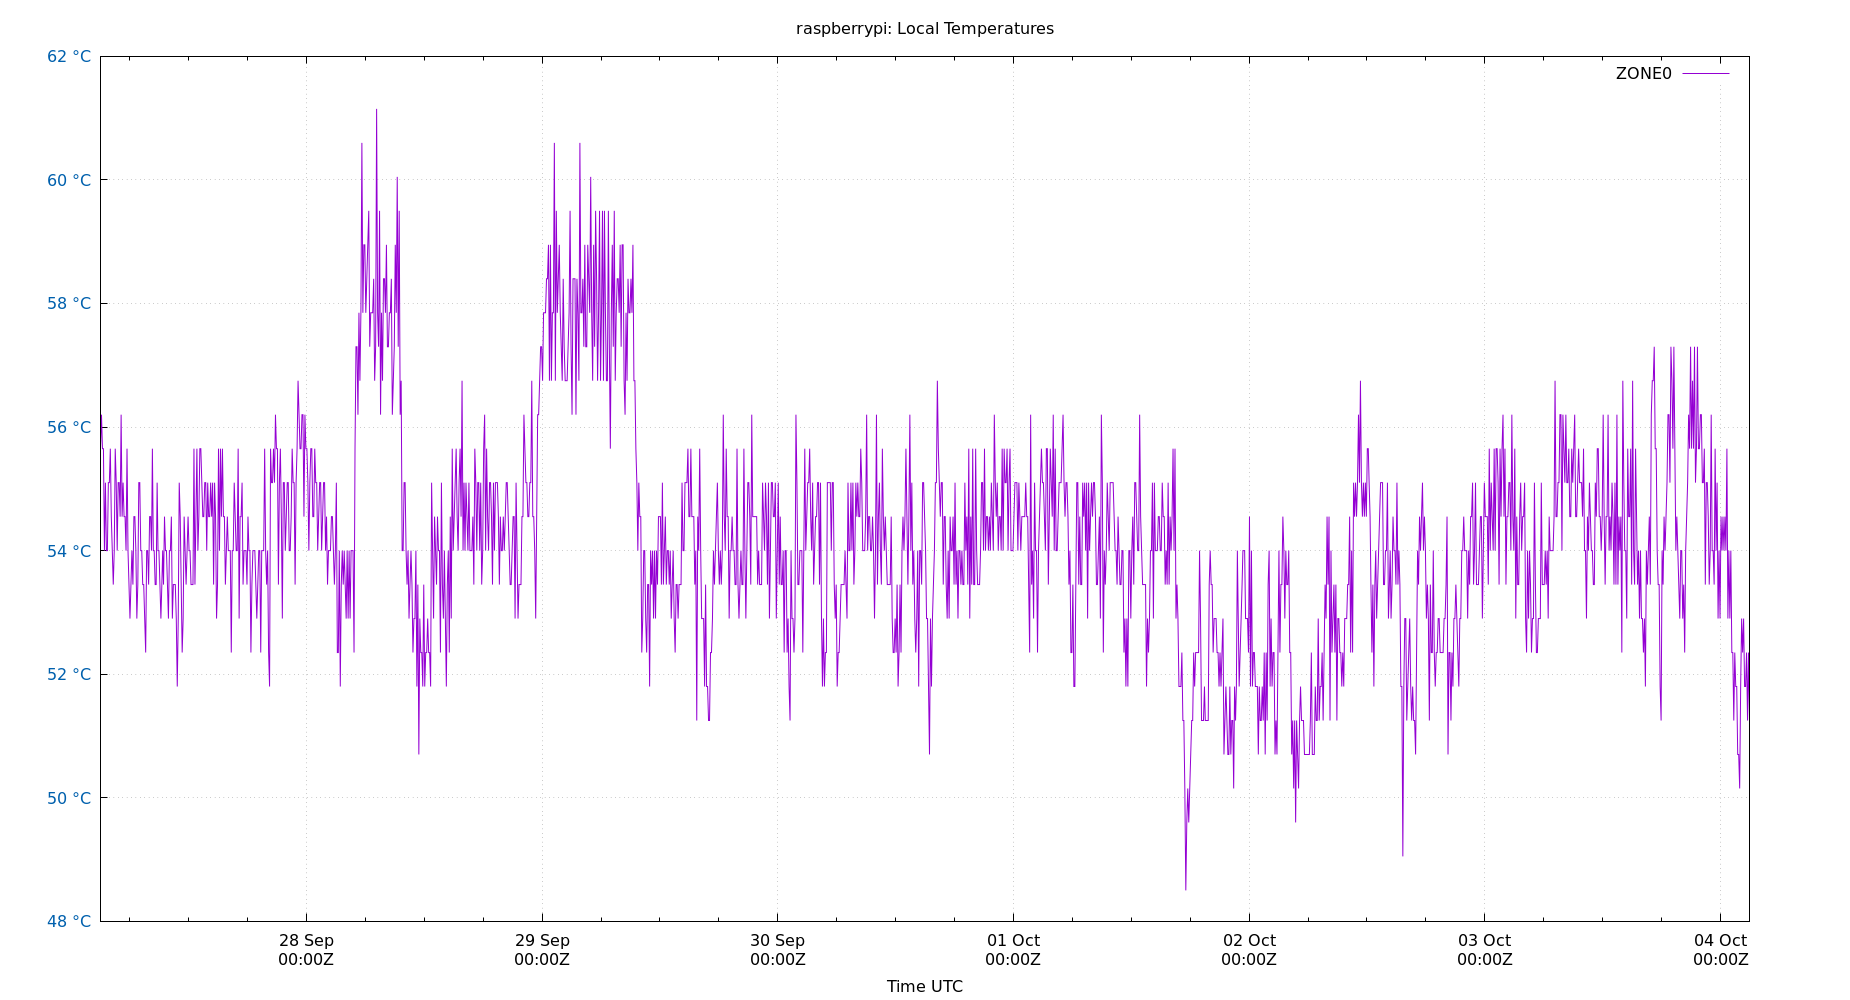 raspberrypi: Local Temperatures
62 °C
ZONE0
60 °C
58 °C
56 °C
54 °C
52 °C
50 °C
48 °C
28 Sep 29 Sep 30 Sep 01 Oct 02 Oct 03 Oct 04 Oct
00:00Z 00:00Z 00:00Z 00:00Z 00:00Z 00:00Z 00:00Z
Time UTC